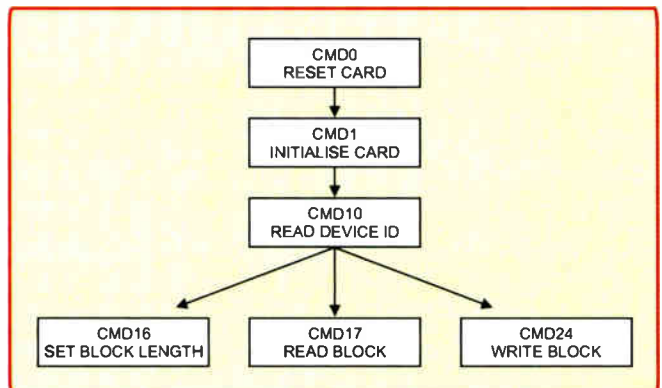 CMD0
RESET CARD
CMD1
INITIALISE CARD
CMD10
READ DEVICE ID
CMD16
SET BLOCK LENGTH
CMD17
READ BLOCK
CMD24
WRITE BLOCK